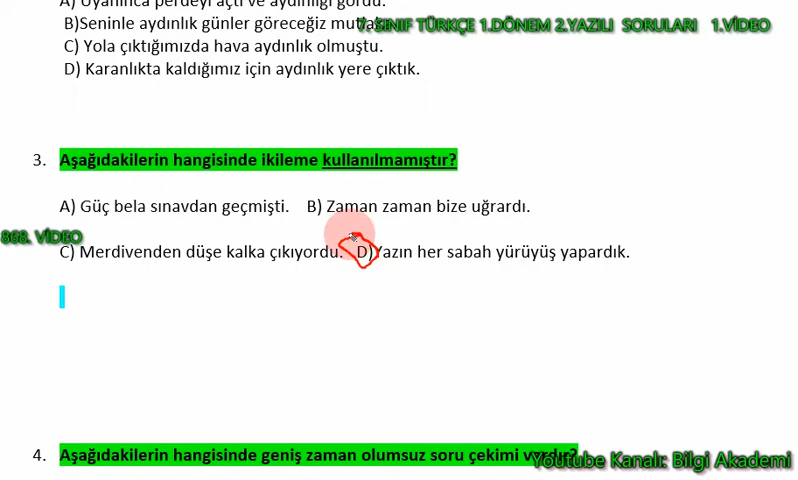 A) Uyanınca perdeyi açtı ve aydınlığı gördü.
B)Seninle aydınlık günler göreceğiz mutlaka.
7. SINIF TÜRKÇE 1.DÖNEM 2.YAZILI SORULARI 1.VİDEO
C) Yola çıktığımızda hava aydınlık olmuştu.
D) Karanlıkta kaldığımız için aydınlık yere çıktık.
3. Aşağıdakilerin hangisinde ikileme kullanılmamıştır?
A) Güç bela sınavdan geçmişti. B) Zaman zaman bize uğrardı.
868. VİDEO
C) Merdivenden düşe kalka çıkıyordu. D)Yazın her sabah yürüyüş yapardık.
4. Aşağıdakilerin hangisinde geniş zaman olumsuz soru çekimi vardır?
Youtube Kanalı: Bilgi Akademi